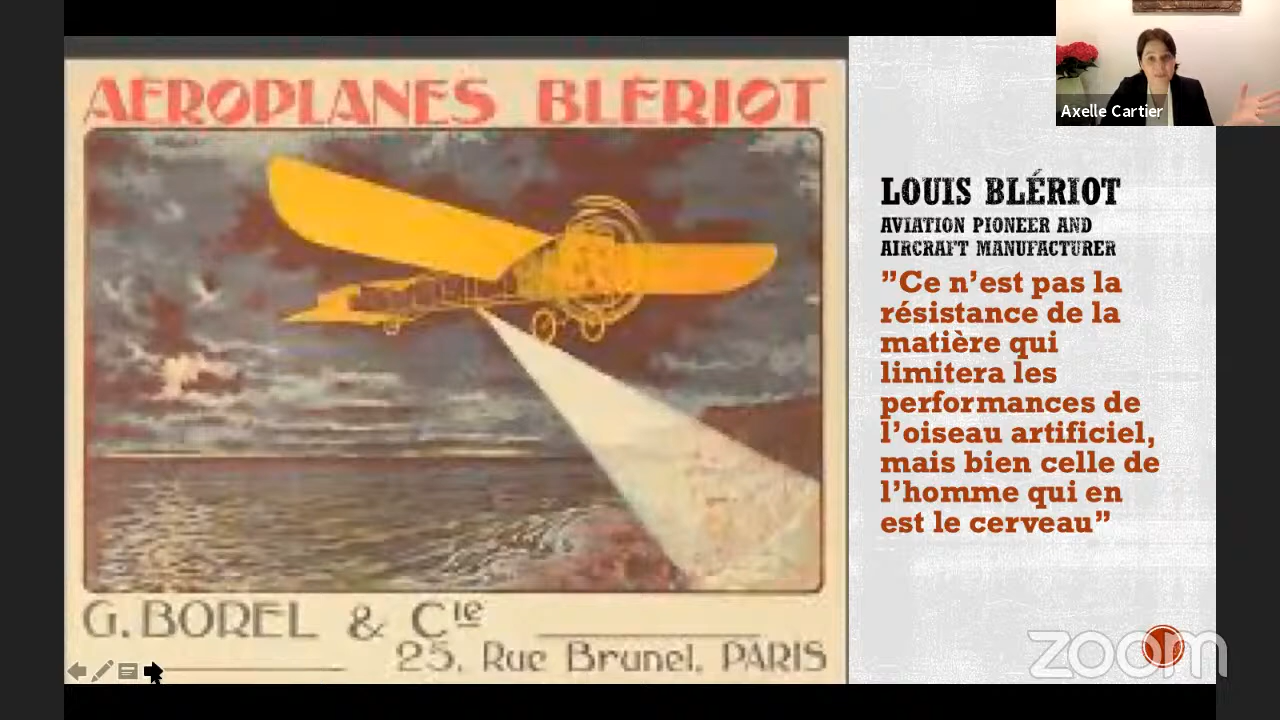 AÉROPLANES BLÉRIOT
G. BOREL & Cie
25, Rue Brunel, PARIS
Axelle Cartier
LOUIS BLÉRIOT
AVIATION PIONEER AND
AIRCRAFT MANUFACTURER
”Ce n’est pas la
résistance de la
matière qui
limitera les
performances de
l’oiseau artificiel,
mais bien celle de
l’homme qui en
est le cerveau”
zoom